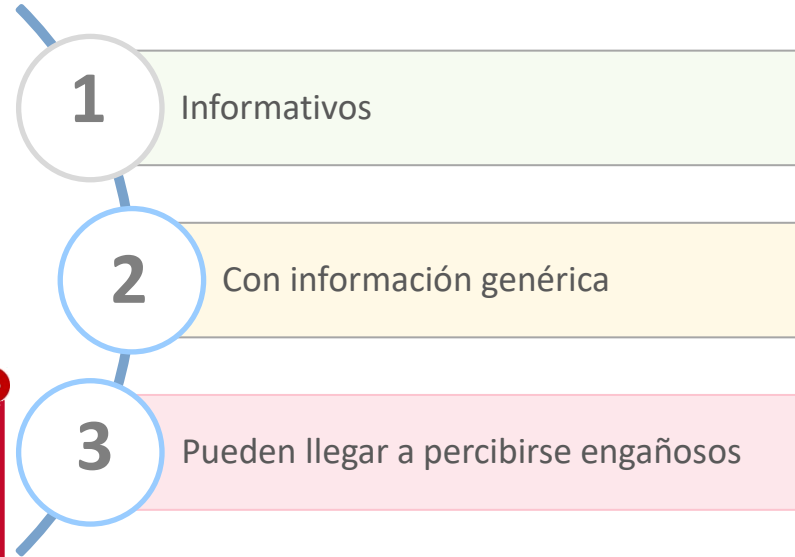 1
Informativos
2
Con información genérica
3
Pueden llegar a percibirse engañosos